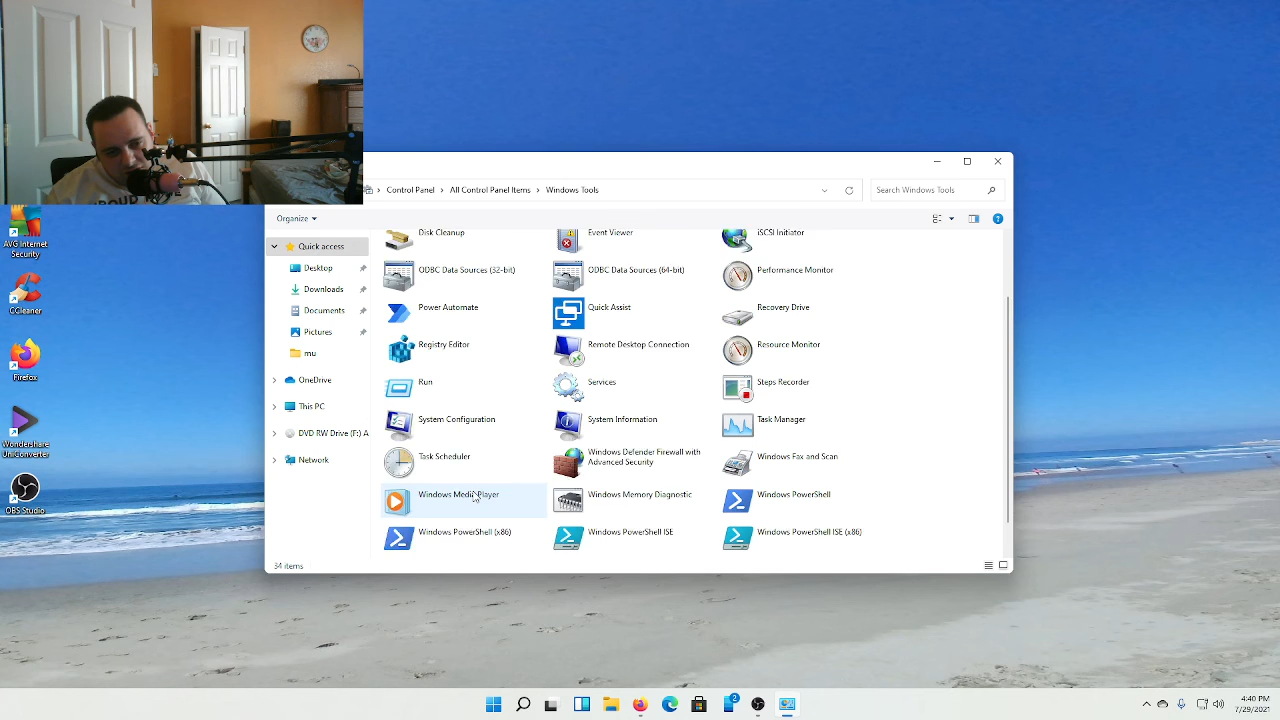 Control Panel > All Control Panel Items > Windows Tools
Search Windows Tools
Organize
Quick access
Desktop
Downloads
Documents
Pictures
mu
OneDrive
This PC
DVD RW Drive (F:) A
Network
Disk Cleanup
Event Viewer
iSCSI Initiator
ODBC Data Sources (32-bit)
ODBC Data Sources (64-bit)
Performance Monitor
Power Automate
Quick Assist
Recovery Drive
Registry Editor
Remote Desktop Connection
Resource Monitor
Run
Services
Steps Recorder
System Configuration
System Information
Task Manager
Task Scheduler
Windows Defender Firewall with
Advanced Security
Windows Fax and Scan
Windows Media Player
Windows Memory Diagnostic
Windows PowerShell
Windows PowerShell (x86)
Windows PowerShell ISE
Windows PowerShell ISE (x86)
34 items
AVG Internet
Security
CCleaner
Firefox
Wondershare
UniConverter
OBS Studio
2
4:40 PM
7/29/2021